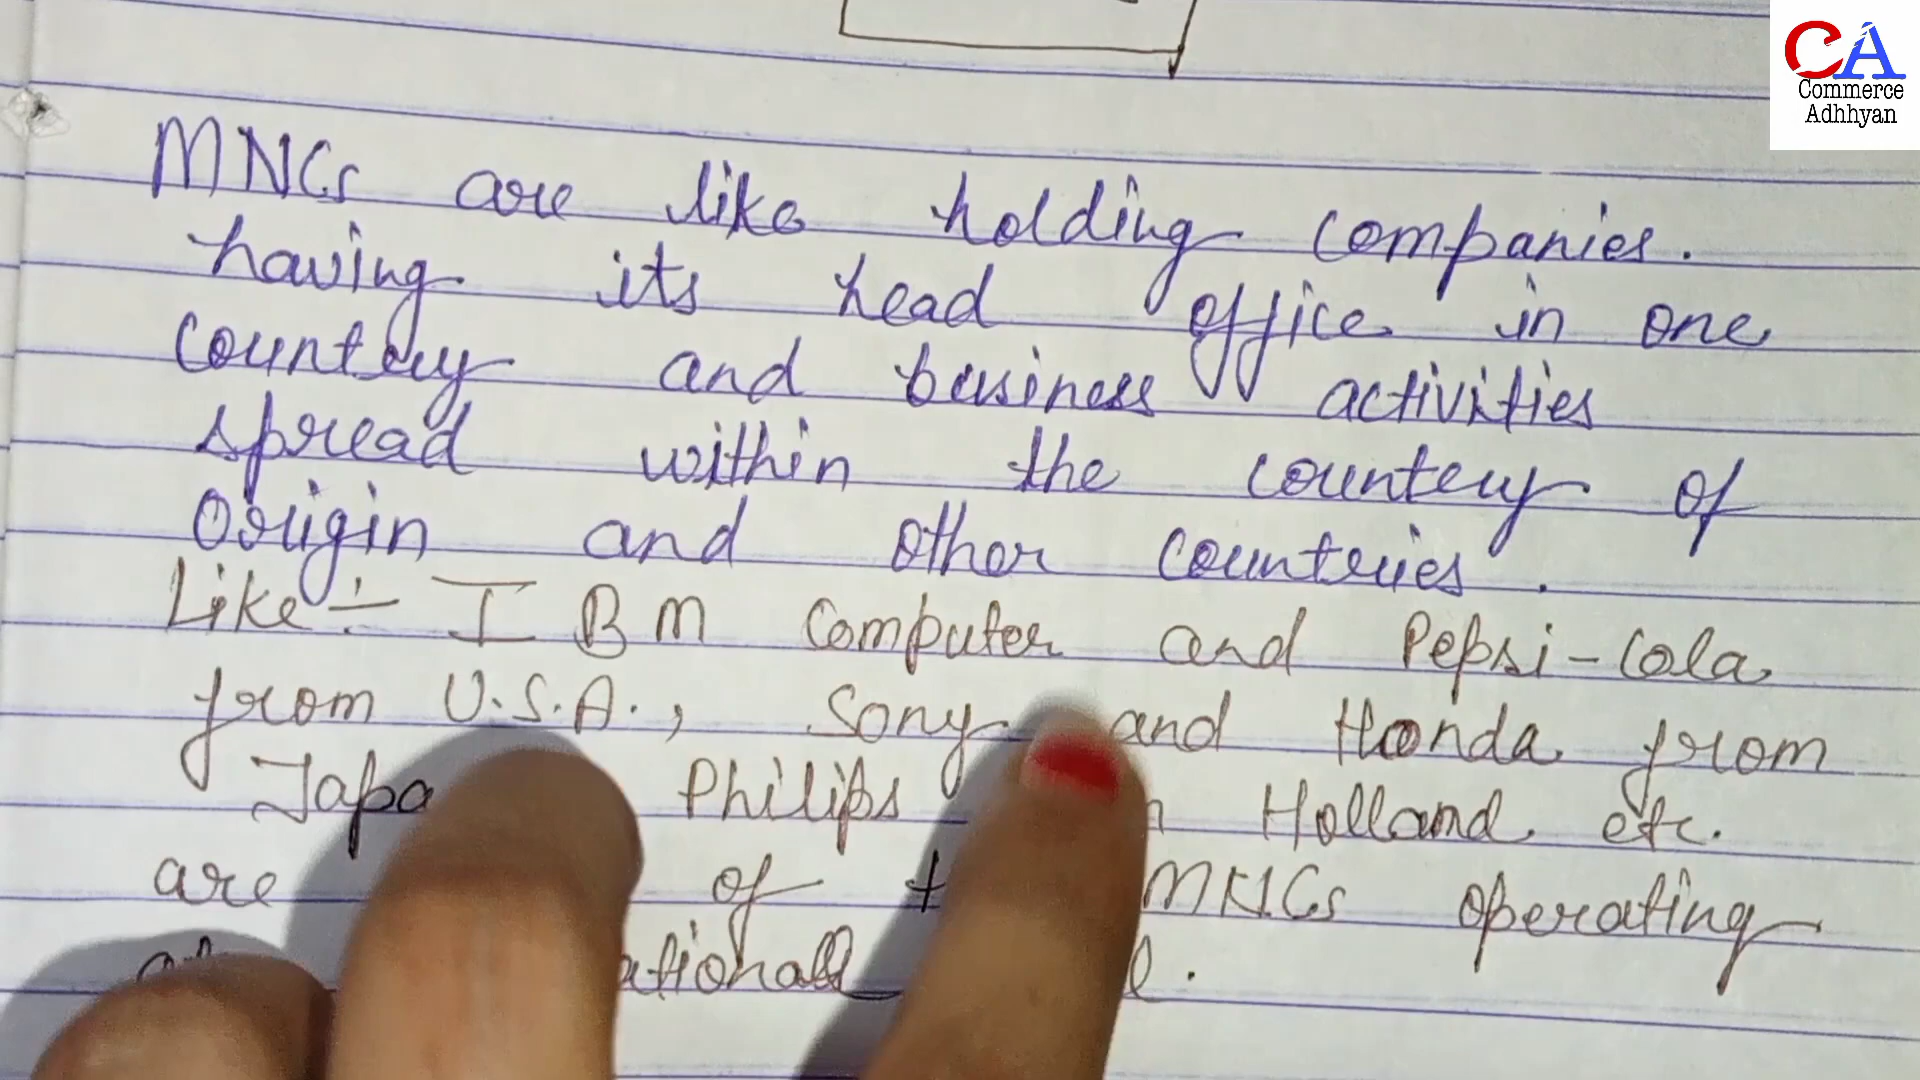 CA
Commerce
Adhhyan
MNCs are like holding companies.
having its head office in one
country and business activities
spread within the country of
Origin and other countries.
Like ÷ I B M Computer and Pepsi-Cola
from U.S.A., Sony and Honda from
Philips Holland etc.
are of MNCs operating